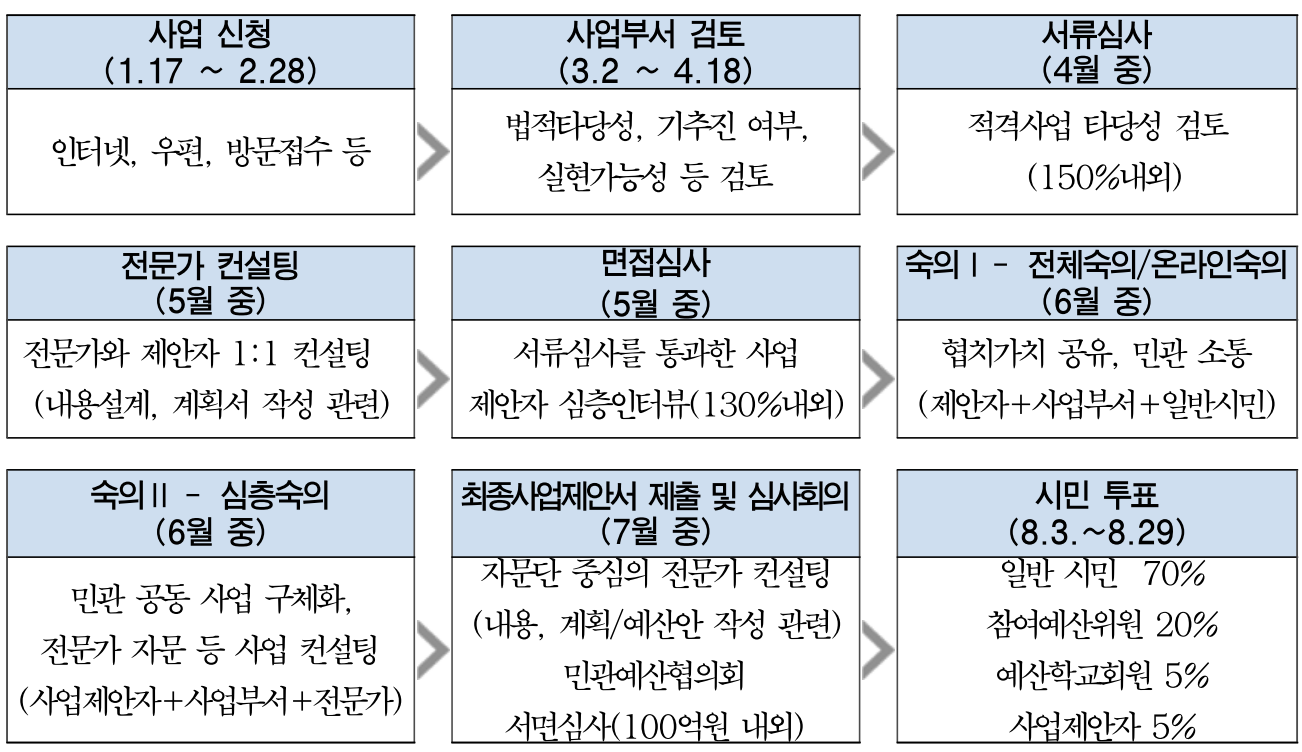 사업 신청
(1.17 ~ 2.28)
인터넷, 우편, 방문접수 등
사업부서 검토
(3.2 ~ 4.18)
법적타당성, 기추진 여부,
실현가능성 등 검토
서류심사
(4월 중)
적격사업 타당성 검토
(150%내외)
전문가 컨설팅
(5월 중)
전문가와 제안자 1:1 컨설팅
(내용설계, 계획서 작성 관련)
면접심사
(5월 중)
서류심사를 통과한 사업
제안자 심층인터뷰(130%내외)
숙의Ⅰ - 전체숙의/온라인숙의
(6월 중)
협치가치 공유, 민관 소통
(제안자+사업부서+일반시민)
숙의Ⅱ - 심층숙의
(6월 중)
민관 공동 사업 구체화,
전문가 자문 등 사업 컨설팅
(사업제안자+사업부서+전문가)
최종사업제안서 제출 및 심사회의
(7월 중)
자문단 중심의 전문가 컨설팅
(내용, 계획/예산안 작성 관련)
민관예산협의회
서면심사(100억원 내외)
시민 투표
(8.3.~8.29)
일반 시민 70%
참여예산위원 20%
예산학교회원 5%
사업제안자 5%